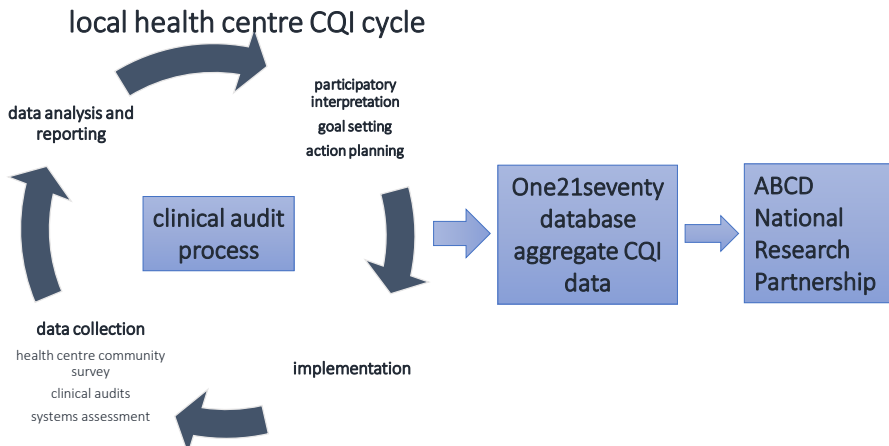 local health centre CQI cycle
participatory
interpretation
goal setting
action planning
data analysis and
reporting
clinical audit
process
One21seventy
database
aggregate CQI
data
ABCD
National
Research
Partnership
data collection
health centre community
survey
clinical audits
systems assessment
implementation